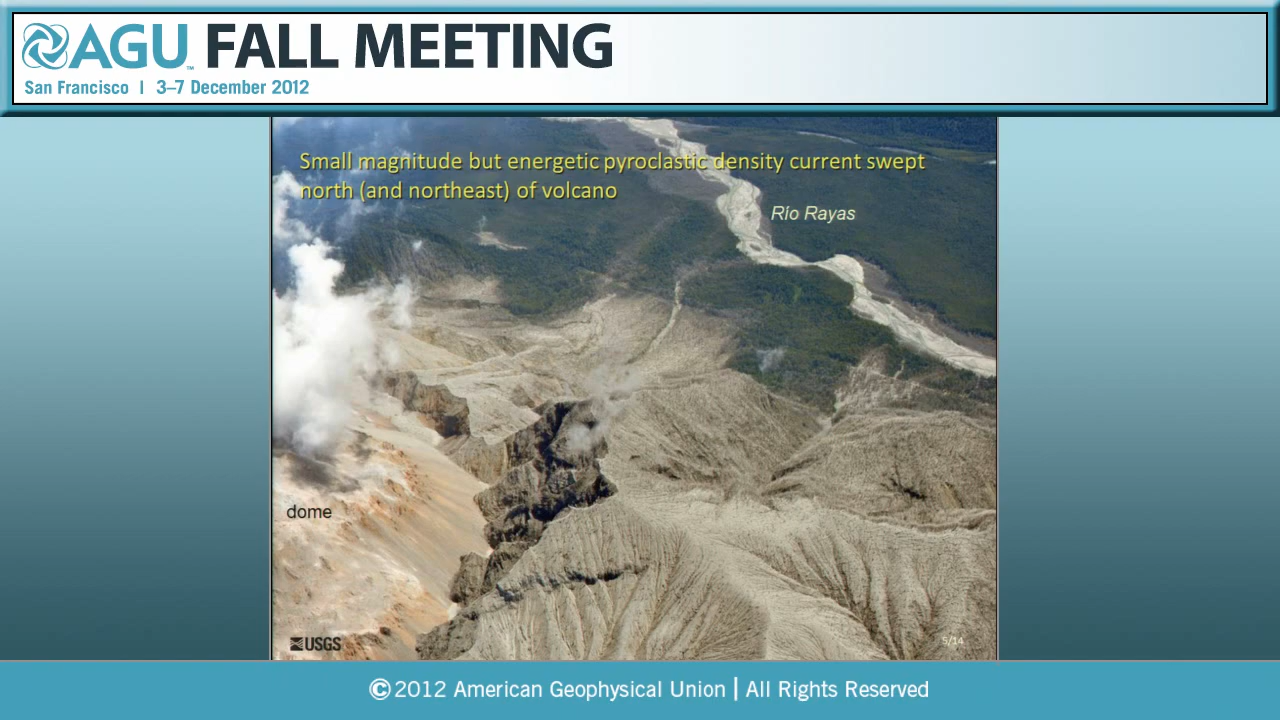 AGU™ FALL MEETING
San Francisco | 3–7 December 2012
Small magnitude but energetic pyroclastic density current swept
north (and northeast) of volcano
Río Rayas
dome
USGS
5/14
©2012 American Geophysical Union | All Rights Reserved